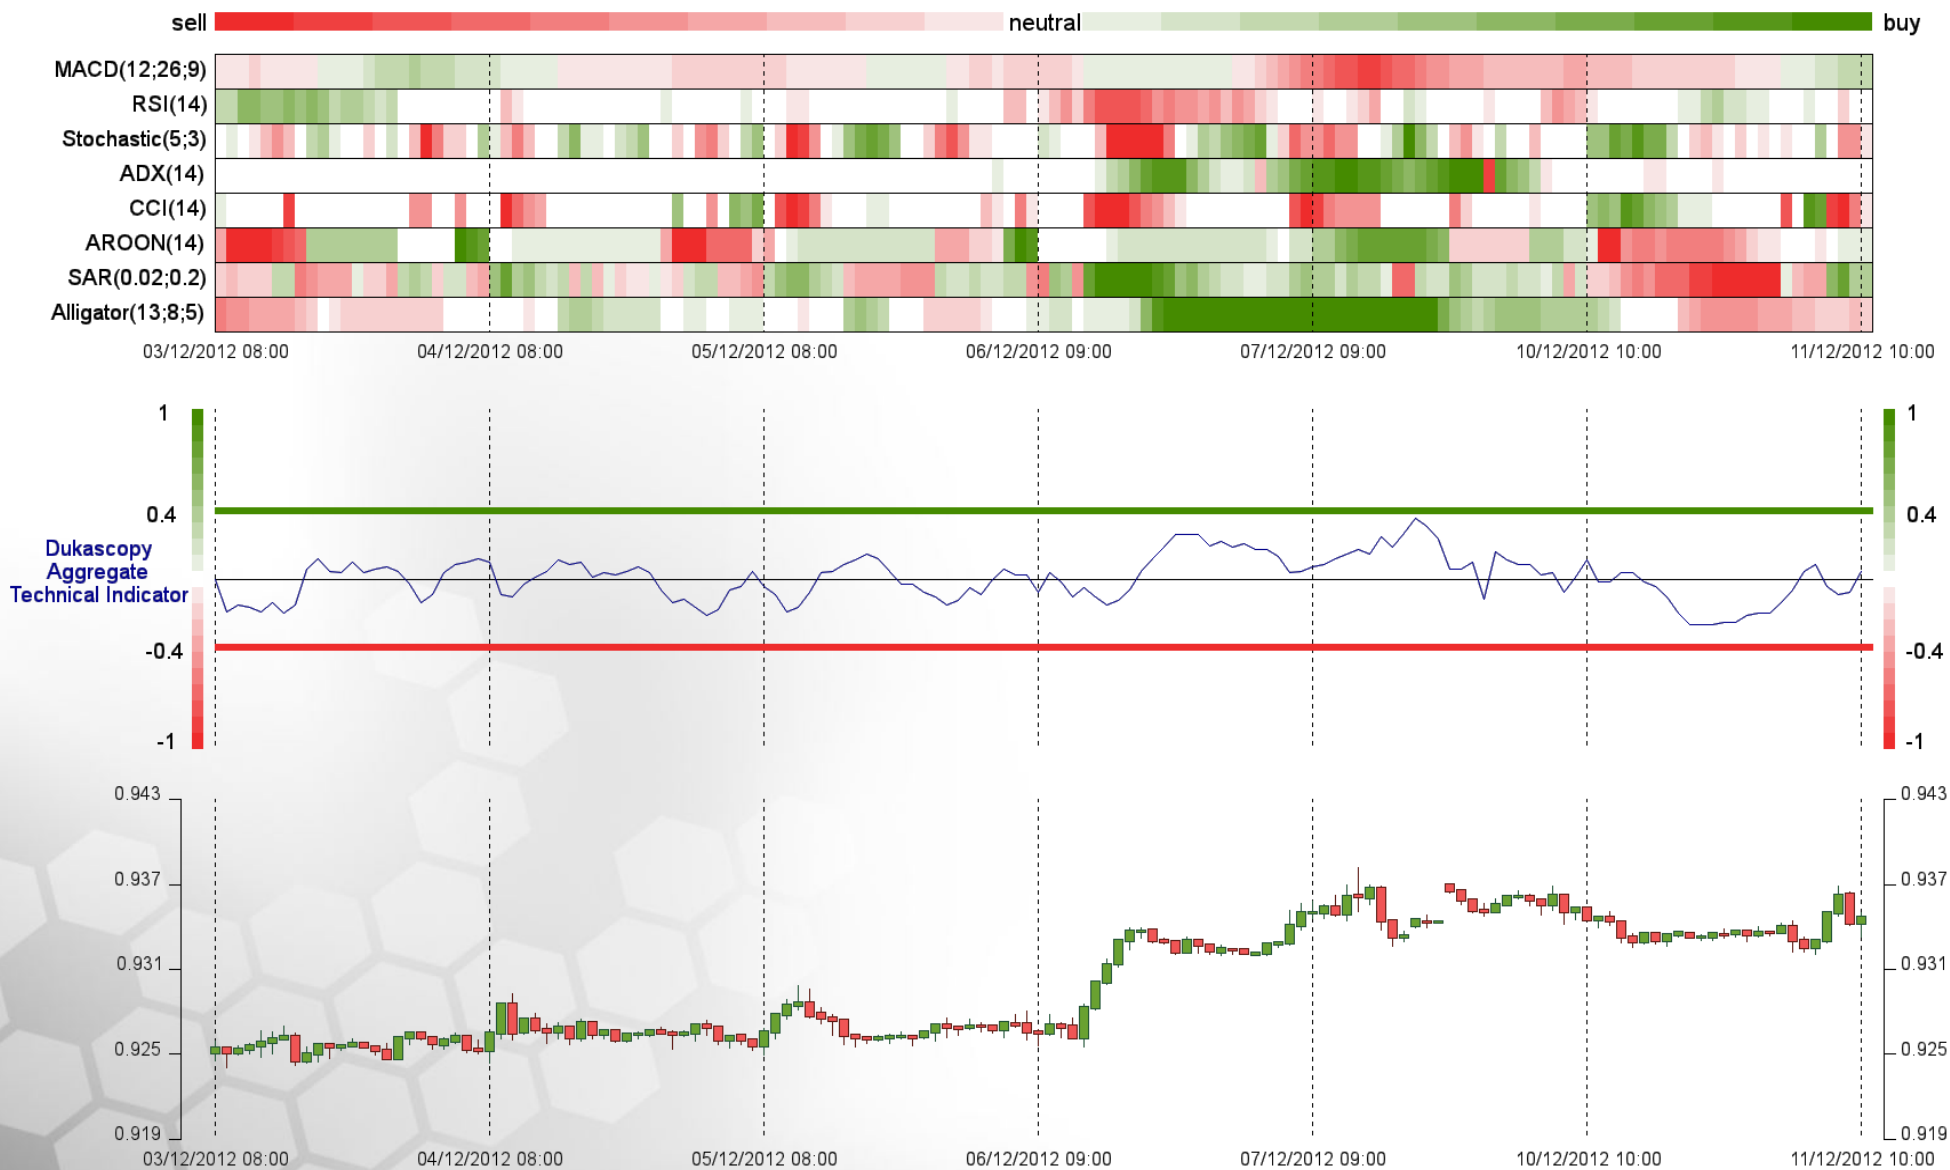 sell neutral buy
MACD(12;26;9)
RSI(14)
Stochastic(5;3)
ADX(14)
CCI(14)
AROON(14)
SAR(0.02;0.2)
Alligator(13;8;5)
03/12/2012 08:00 04/12/2012 08:00 05/12/2012 08:00 06/12/2012 09:00 07/12/2012 09:00 10/12/2012 10:00 11/12/2012 10:00
1 1
0.4 0.4
Dukascopy
Aggregate
Technical Indicator
-0.4 -0.4
-1 -1
0.943 0.943
0.937 0.937
0.931 0.931
0.925 0.925
0.919 0.919
03/12/2012 08:00 04/12/2012 08:00 05/12/2012 08:00 06/12/2012 09:00 07/12/2012 09:00 10/12/2012 10:00 11/12/2012 10:00